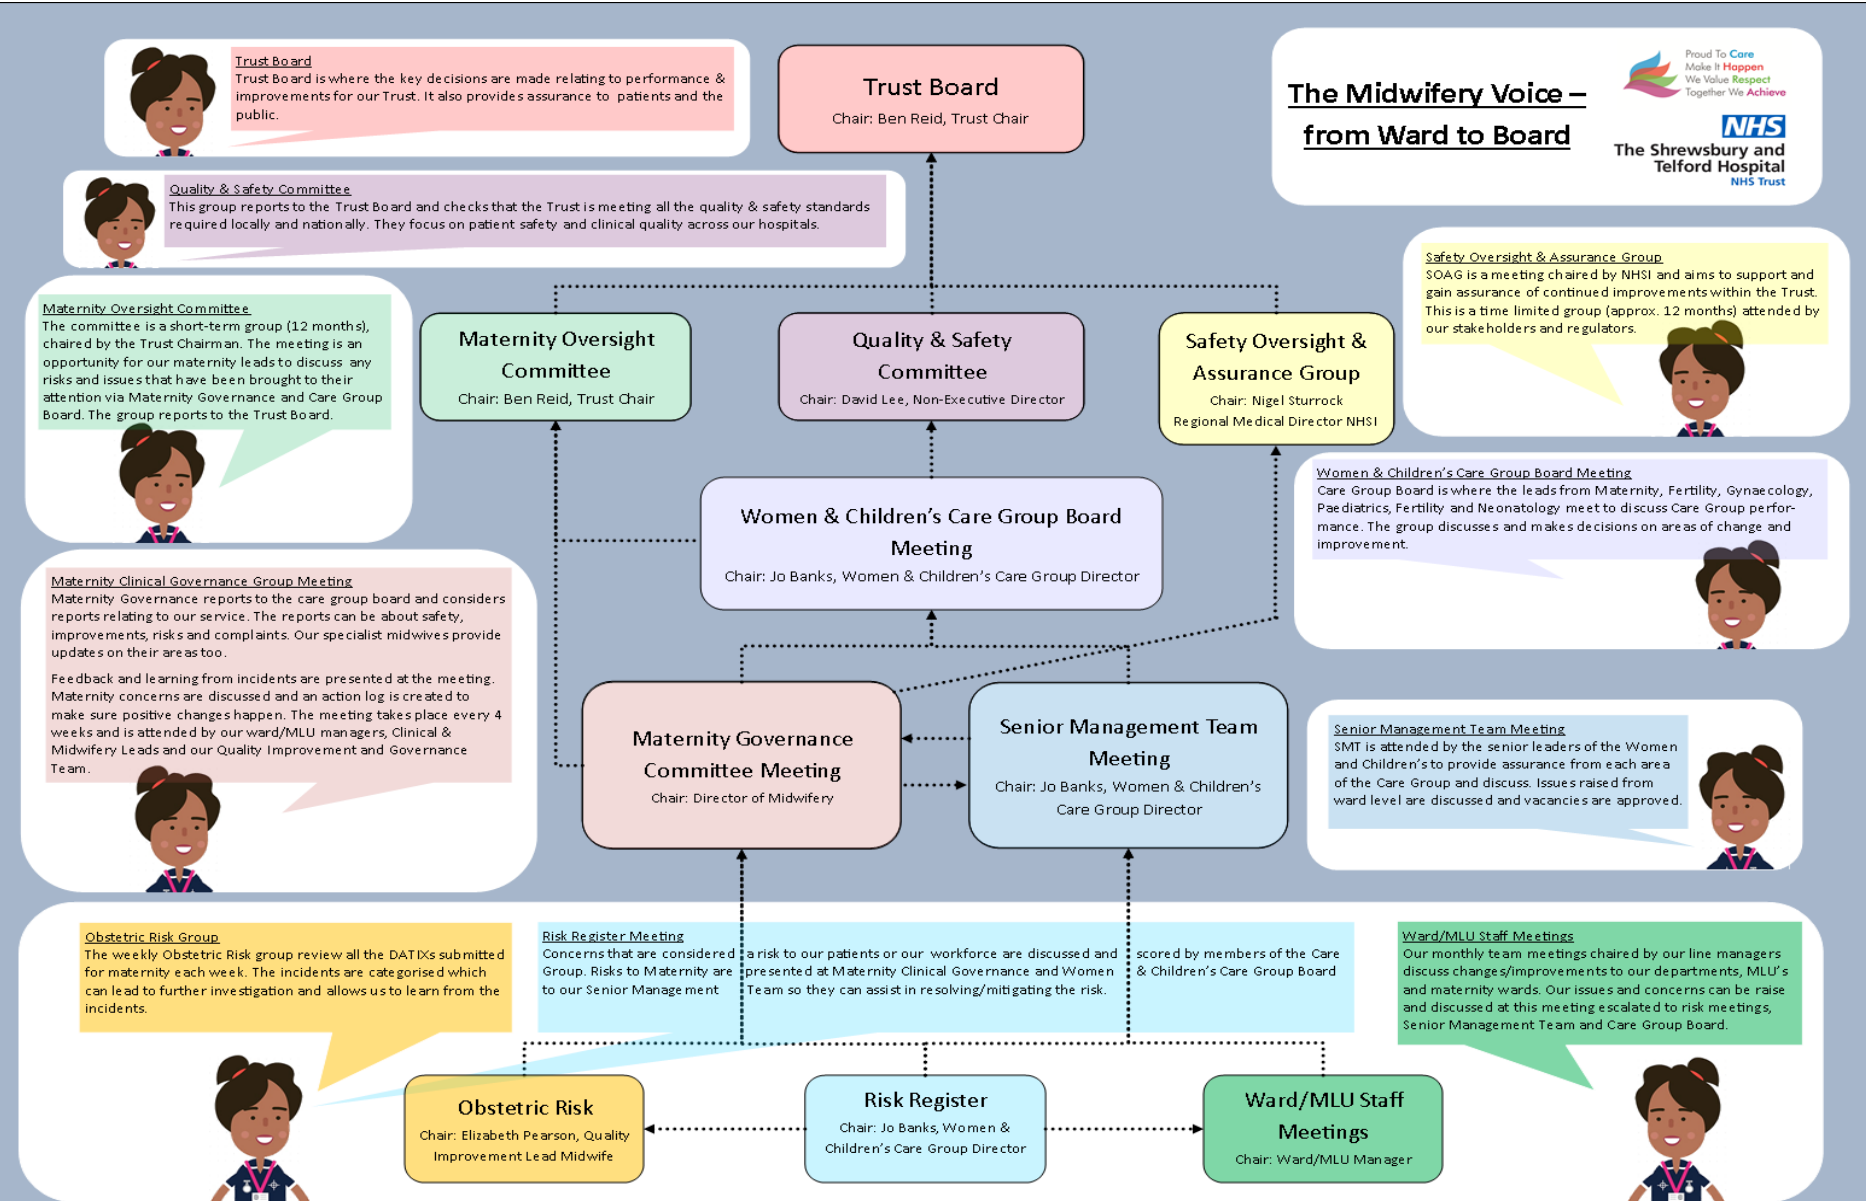 Trust Board
Trust Board is where the key decisions are made relating to performance &
improvements for our Trust. It also provides assurance to patients and the
public.
Trust Board
Chair: Ben Reid, Trust Chair
The Midwifery Voice –
from Ward to Board
Proud To Care
Make It Happen
We Value Respect
Together We Achieve
NHS
The Shrewsbury and
Telford Hospital
NHS Trust
Quality & Safety Committee
This group reports to the Trust Board and checks that the Trust is meeting all the quality & safety standards
required locally and nationally. They focus on patient safety and clinical quality across our hospitals.
Safety Oversight & Assurance Group
SOAG is a meeting chaired by NHSI and aims to support and
gain assurance of continued improvements within the Trust.
This is a time limited group (approx. 12 months) attended by
our stakeholders and regulators.
Maternity Oversight Committee
The committee is a short-term group (12 months),
chaired by the Trust Chairman. The meeting is an
opportunity for our maternity leads to discuss any
risks and issues that have been brought to their
attention via Maternity Governance and Care Group
Board. The group reports to the Trust Board.
Maternity Oversight
Committee
Chair: Ben Reid, Trust Chair
Quality & Safety
Committee
Chair: David Lee, Non-Executive Director
Safety Oversight &
Assurance Group
Chair: Nigel Sturrock
Regional Medical Director NHSI
Women & Children's Care Group Board Meeting
Care Group Board is where the leads from Maternity, Fertility, Gynaecology,
Paediatrics, Fertility and Neonatology meet to discuss Care Group perfor-
mance. The group discusses and makes decisions on areas of change and
improvement.
Women & Children's Care Group Board
Meeting
Chair: Jo Banks, Women & Children's Care Group Director
Maternity Clinical Governance Group Meeting
Maternity Governance reports to the care group board and considers
reports relating to our service. The reports can be about safety,
improvements, risks and complaints. Our specialist midwives provide
updates on their areas too.
Feedback and learning from incidents are presented at the meeting.
Maternity concerns are discussed and an action log is created to
make sure positive changes happen. The meeting takes place every 4
weeks and is attended by our ward/MLU managers, Clinical &
Midwifery Leads and our Quality Improvement and Governance
Team.
Maternity Governance
Committee Meeting
Chair: Director of Midwifery
Senior Management Team
Meeting
Chair: Jo Banks, Women & Children's
Care Group Director
Senior Management Team Meeting
SMT is attended by the senior leaders of the Women
and Children's to provide assurance from each area
of the Care Group and discuss. Issues raised from
ward level are discussed and vacancies are approved.
Obstetric Risk Group
The weekly Obstetric Risk group review all the DATIXs submitted
for maternity each week. The incidents are categorised which
can lead to further investigation and allows us to learn from the
incidents.
Risk Register Meeting
Concerns that are considered a risk to our patients or our workforce are discussed and scored by members of the Care
Group. Risks to Maternity are presented at Maternity Clinical Governance and Women & Children's Care Group Board
to our Senior Management Team so they can assist in resolving/mitigating the risk.
Ward/MLU Staff Meetings
Our monthly team meetings chaired by our line managers
discuss changes/improvements to our departments, MLU's
and maternity wards. Our issues and concerns can be raise
and discussed at this meeting escalated to risk meetings,
Senior Management Team and Care Group Board.
Obstetric Risk
Chair: Elizabeth Pearson, Quality
Improvement Lead Midwife
Risk Register
Chair: Jo Banks, Women &
Children's Care Group Director
Ward/MLU Staff
Meetings
Chair: Ward/MLU Manager